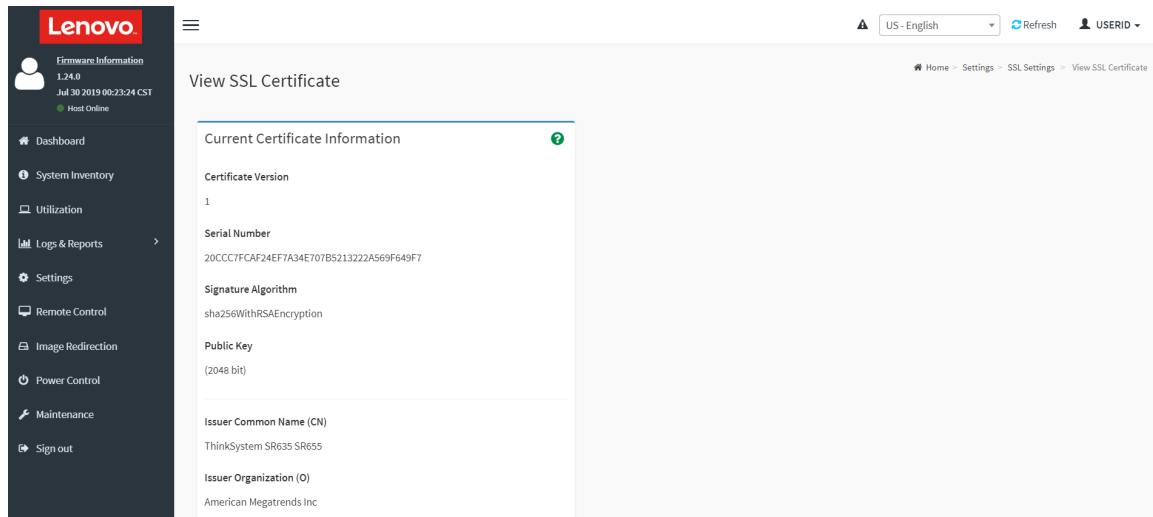 Lenovo.
US - English
Refresh
USERID
Firmware Information
1.24.0
Jul 30 2019 00:23:24 CST
Host Online
Home > Settings > SSL Settings > View SSL Certificate
View SSL Certificate
Dashboard
System Inventory
Utilization
Logs & Reports
Settings
Remote Control
Image Redirection
Power Control
Maintenance
Sign out
Current Certificate Information
Certificate Version
1
Serial Number
20CCC7FCAF24EF7A34E707B5213222A569F649F7
Signature Algorithm
sha256WithRSAEncryption
Public Key
(2048 bit)
Issuer Common Name (CN)
ThinkSystem SR635 SR655
Issuer Organization (O)
American Megatrends Inc